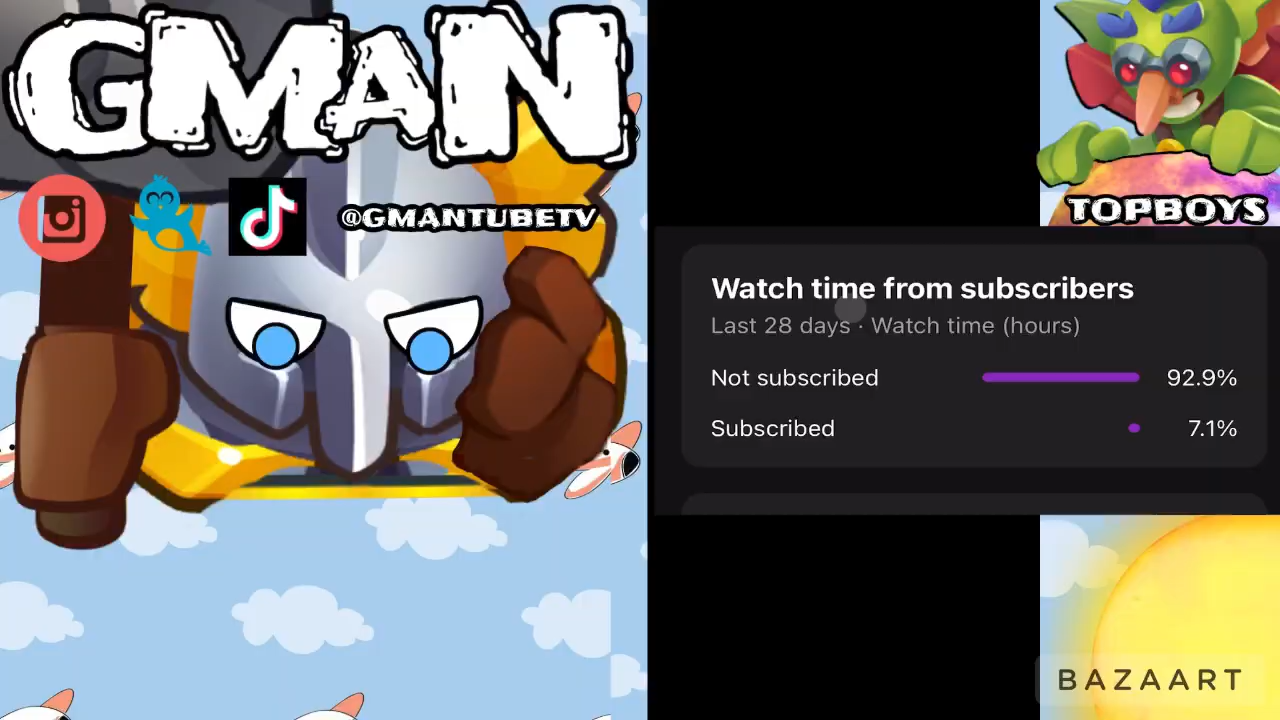 GMAN
@GMANTUBETV
TOPBOYS
Watch time from subscribers
Last 28 days · Watch time (hours)
Not subscribed 92.9%
Subscribed 7.1%
BAZAART